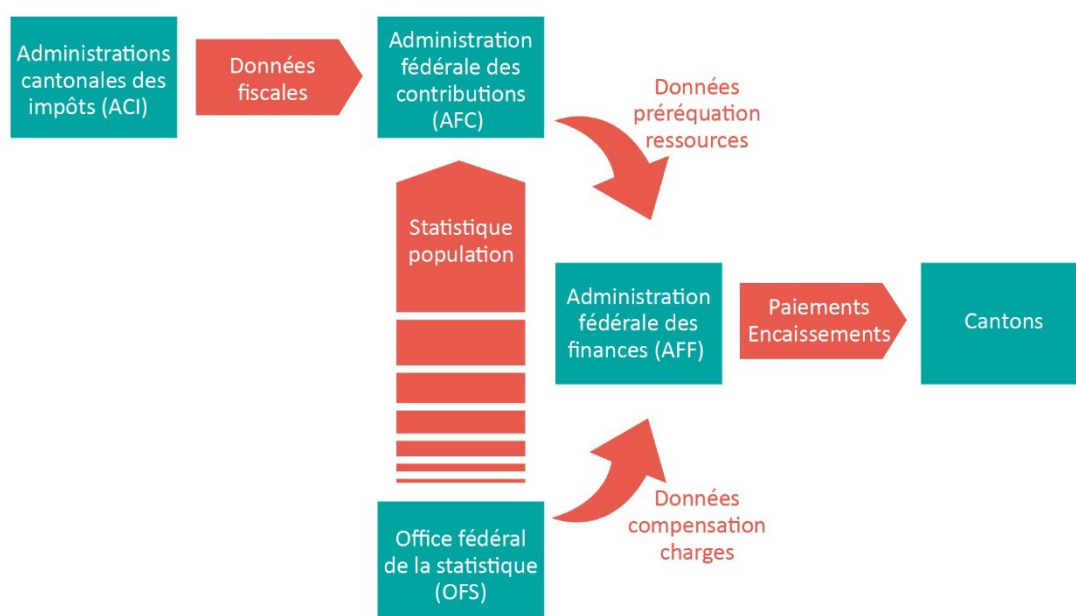 Administrations
cantonales des
impôts (ACI)
Données
fiscales
Administration
fédérale des
contributions
(AFC)
Données
préréquation
ressources
Statistique
population
Administration
fédérale des
finances (AFF)
Paiements
Encaissements
Cantons
Office fédéral
de la statistique
(OFS)
Données
compensation
charges